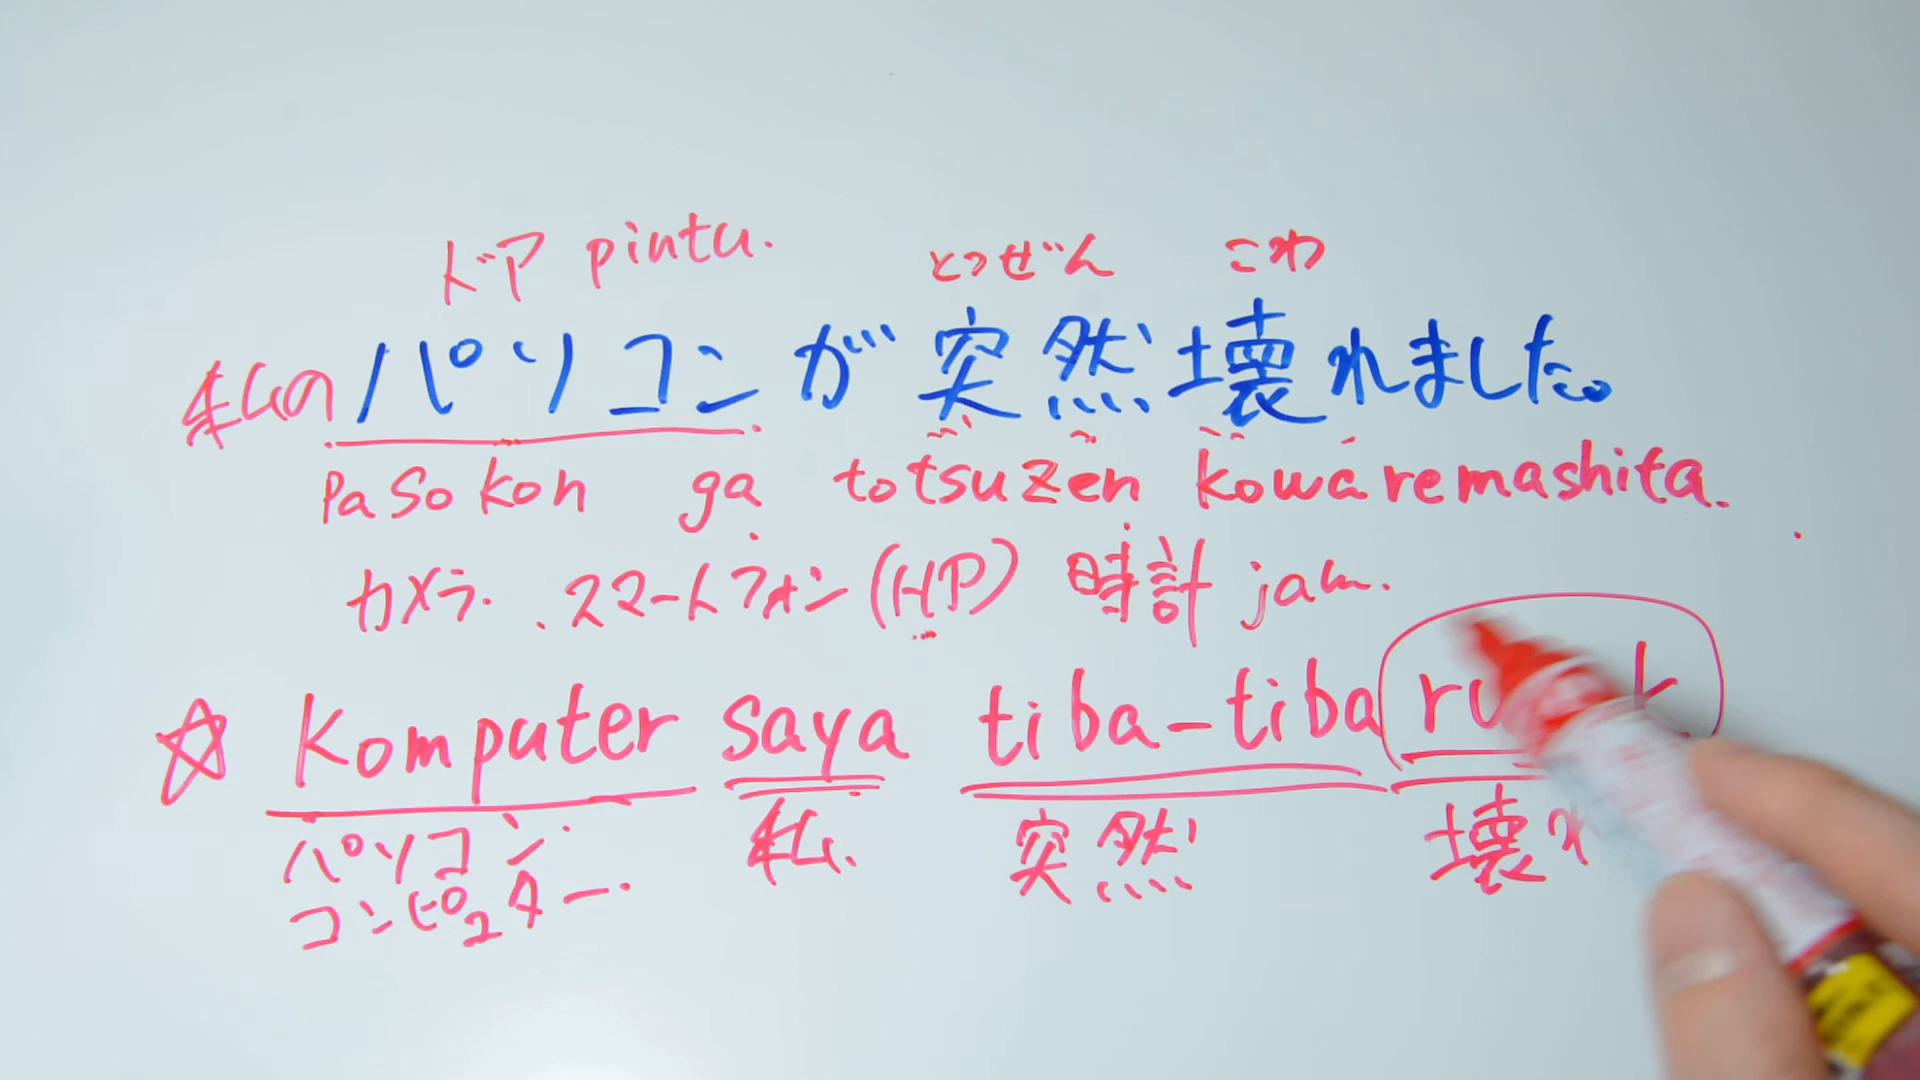 ドア pintu.
とつぜん こわ
私のパソコンが突然壊れました。
Pasokon ga totsuzen kowaremashita.
カメラ. .スマートフォン(HP) 時計 jam.
☆ Komputer saya tiba-tiba
パソコン. 私. 突然 壊れ
コンピュター.